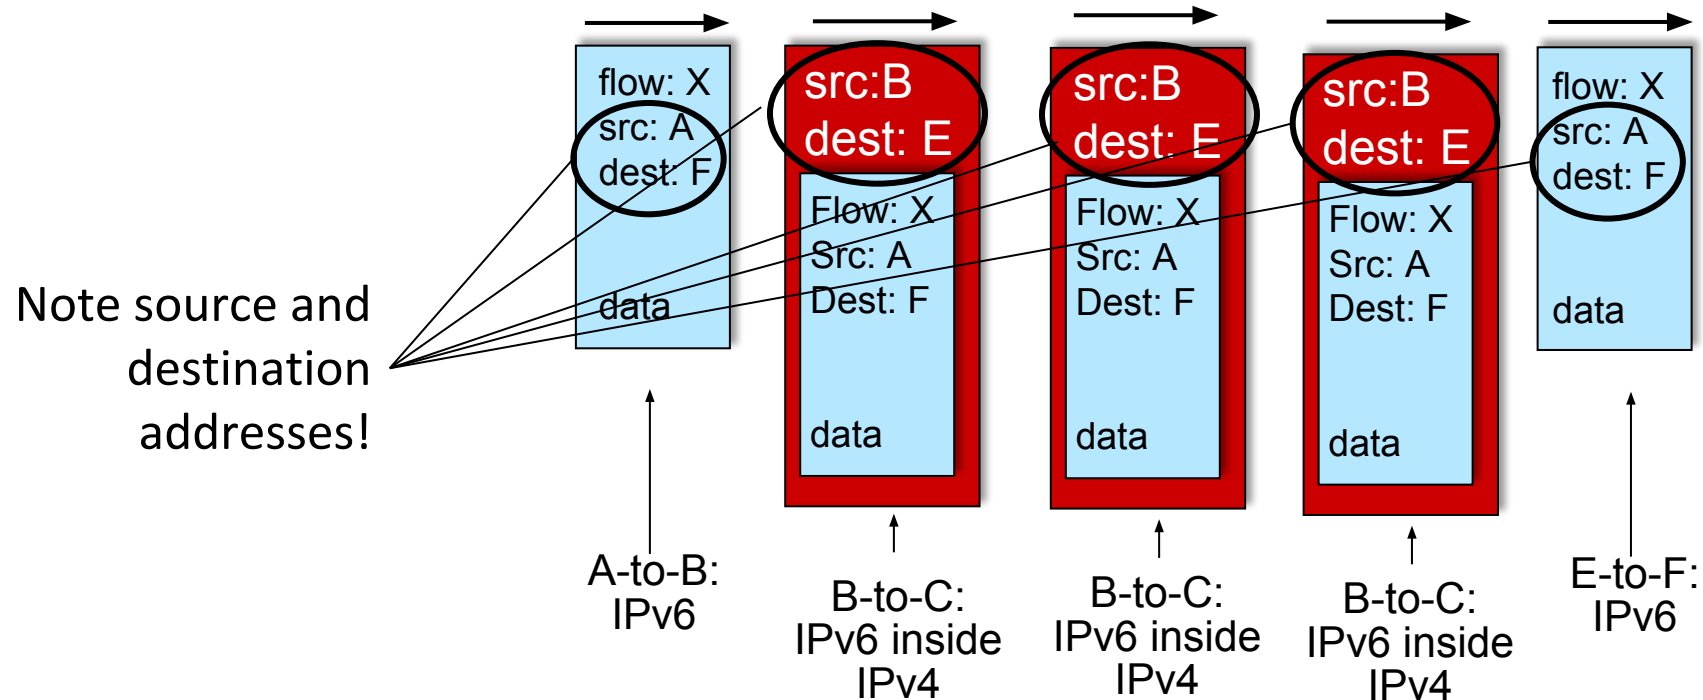 Note source and
destination
addresses!
flow: X
src: A
dest: F
data
A-to-B:
IPv6
src:B
dest: E
Flow: X
Src: A
Dest: F
data
B-to-C:
IPv6 inside
IPv4
src:B
dest: E
Flow: X
Src: A
Dest: F
data
B-to-C:
IPv6 inside
IPv4
src:B
dest: E
Flow: X
Src: A
Dest: F
data
B-to-C:
IPv6 inside
IPv4
flow: X
src: A
dest: F
data
E-to-F:
IPv6